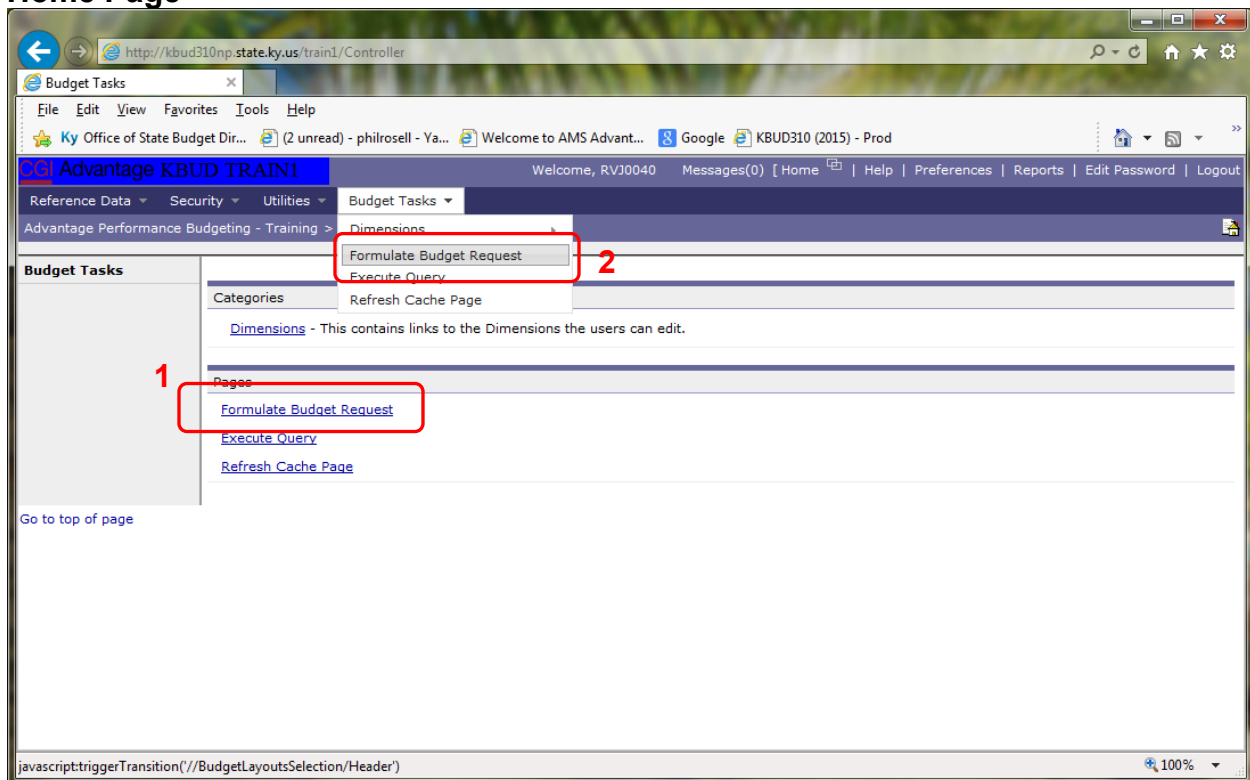 Home Page
http://kbud310np.state.ky.us/train1/Controller
Budget Tasks
File Edit View Favorites Tools Help
Ky Office of State Budget Dir... (2 unread) - philrosell - Ya... Welcome to AMS Advant... Google KBUD310 (2015) - Prod
CGI Advantage KBUD TRAIN1 Welcome, RVJ0040 Messages(0) [ Home | Help | Preferences | Reports | Edit Password | Logout
Reference Data Security Utilities Budget Tasks
Advantage Performance Budgeting - Training > Dimensions
Formulate Budget Request 2
Budget Tasks
Execute Query
Categories Refresh Cache Page
Dimensions - This contains links to the Dimensions the users can edit.
1
Pages
Formulate Budget Request
Execute Query
Refresh Cache Page
Go to top of page
javascript:triggerTransition('//BudgetLayoutsSelection/Header') 100%